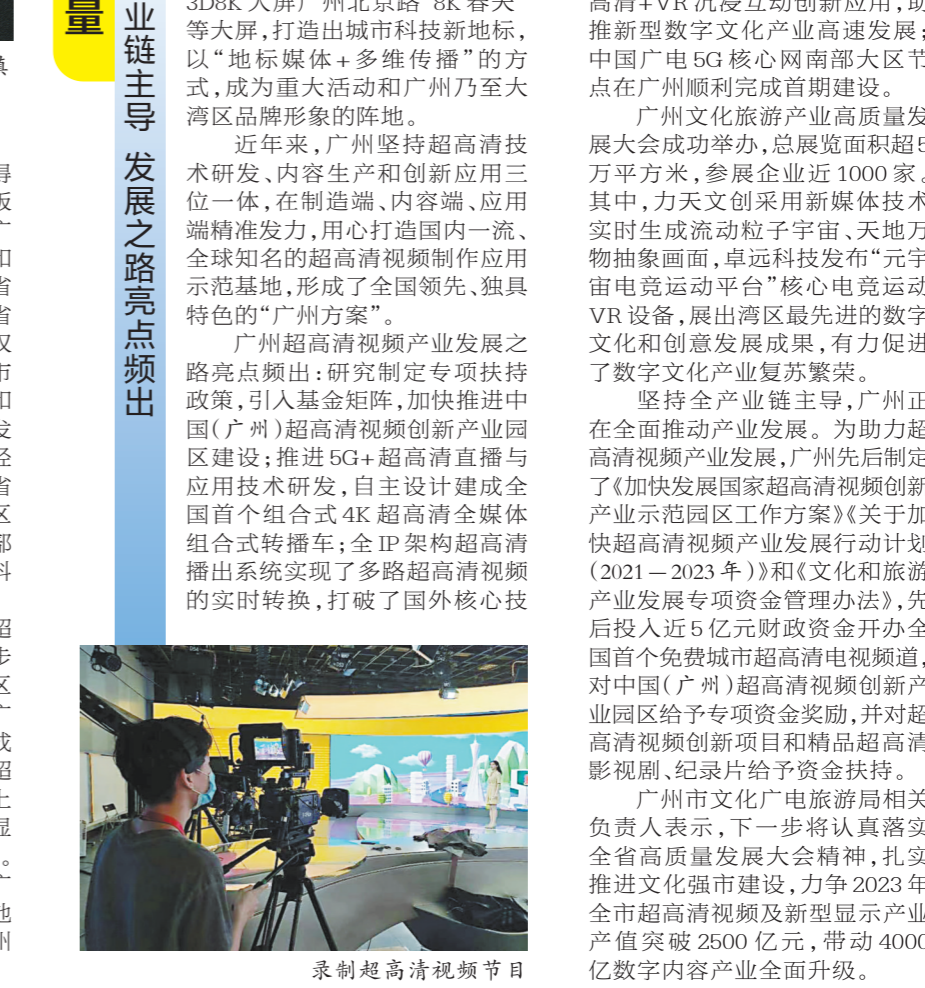 量
业链主导 发展之路亮点频出
3D8K大屏广州北京路“8K春天”
等大屏,打造出城市科技新地标,
以“地标媒体+多维传播”的方
式,成为重大活动和广州乃至大
湾区品牌形象的阵地。
近年来,广州坚持超高清技
术研发、内容生产和创新应用三
位一体,在制造端、内容端、应用
端精准发力,用心打造国内一流、
全球知名的超高清视频制作应用
示范基地,形成了全国领先、独具
特色的“广州方案”。
广州超高清视频产业发展之
路亮点频出:研究制定专项扶持
政策,引入基金矩阵,加快推进中
国(广州)超高清视频创新产业园
区建设;推进5G+超高清直播与
应用技术研发,自主设计建成全
国首个组合式4K超高清全媒体
组合式转播车;全IP架构超高清
播出系统实现了多路超高清视频
的实时转换,打破了国外核心技
录制超高清视频节目
高清+VR沉浸互动创新应用,助
推新型数字文化产业高速发展;
中国广电5G核心网南部大区节
点在广州顺利完成首期建设。
广州文化旅游产业高质量发
展大会成功举办,总展览面积超5
万平方米,参展企业近1000家。
其中,力天文创采用新媒体技术
实时生成流动粒子宇宙、天地万
物抽象画面,卓远科技发布“元宇
宙电竞运动平台”核心电竞运动
VR设备,展出湾区最先进的数字
文化和创意发展成果,有力促进
了数字文化产业复苏繁荣。
坚持全产业链主导,广州正
在全面推动产业发展。为助力超
高清视频产业发展,广州先后制定
了《加快发展国家超高清视频创新
产业示范园区工作方案》《关于加
快超高清视频产业发展行动计划
(2021—2023年)》和《文化和旅游
产业发展专项资金管理办法》,先
后投入近5亿元财政资金开办全
国首个免费城市超高清电视频道,
对中国(广州)超高清视频创新产
业园区给予专项资金奖励,并对超
高清视频创新项目和精品超高清
影视剧、纪录片给予资金扶持。
广州市文化广电旅游局相关
负责人表示,下一步将认真落实
全省高质量发展大会精神,扎实
推进文化强市建设,力争2023年
全市超高清视频及新型显示产业
产值突破2500亿元,带动4000
亿数字内容产业全面升级。